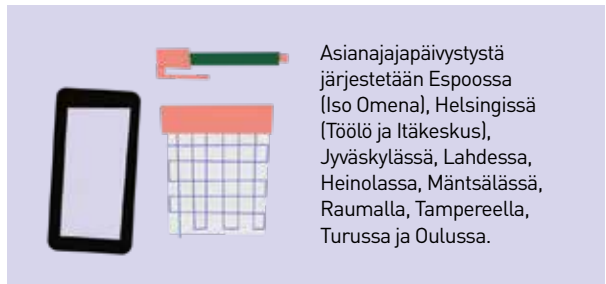 Asianajajapäivystystä
järjestetään Espoossa
(Iso Omena), Helsingissä
(Töölö ja Itäkeskus),
Jyväskylässä, Lahdessa,
Heinolassa, Mäntsälässä,
Raumalla, Tampereella,
Turussa ja Oulussa.